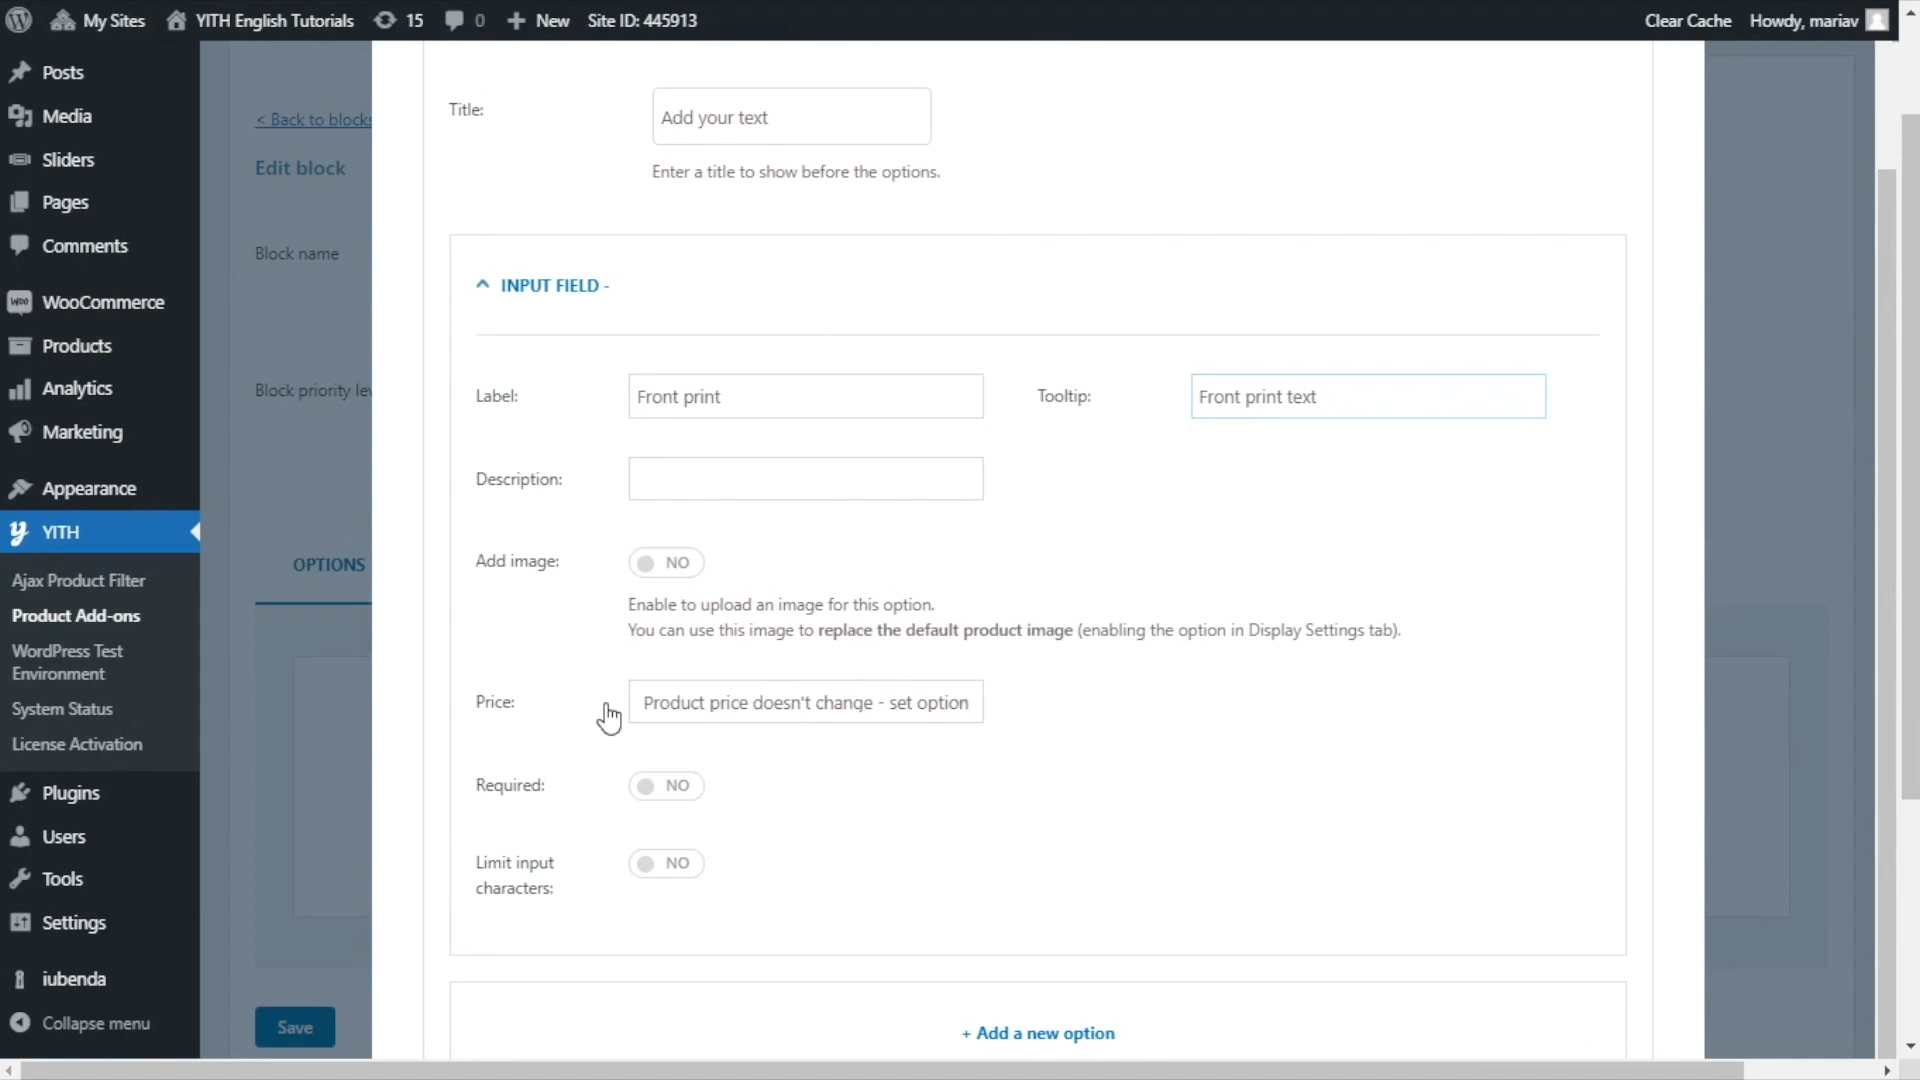 My Sites
YITH English Tutorials
15
0
New
Site ID: 445913
Clear Cache
Howdy, mariav
Posts
Media
Sliders
Pages
Comments
WooCommerce
Products
Analytics
Marketing
Appearance
YITH
Ajax Product Filter
Product Add-ons
WordPress Test
Environment
System Status
License Activation
Plugins
Users
Tools
Settings
iubenda
Collapse menu
< Back to blocks
Edit block
Block name
Block priority lev
OPTIONS
Save
Title:
Add your text
Enter a title to show before the options.
INPUT FIELD -
Label:
Front print
Tooltip:
Front print text
Description:
Add image:
NO
Enable to upload an image for this option.
You can use this image to replace the default product image (enabling the option in Display Settings tab).
Price:
Product price doesn't change - set option
Required:
NO
Limit input
characters:
NO
+ Add a new option